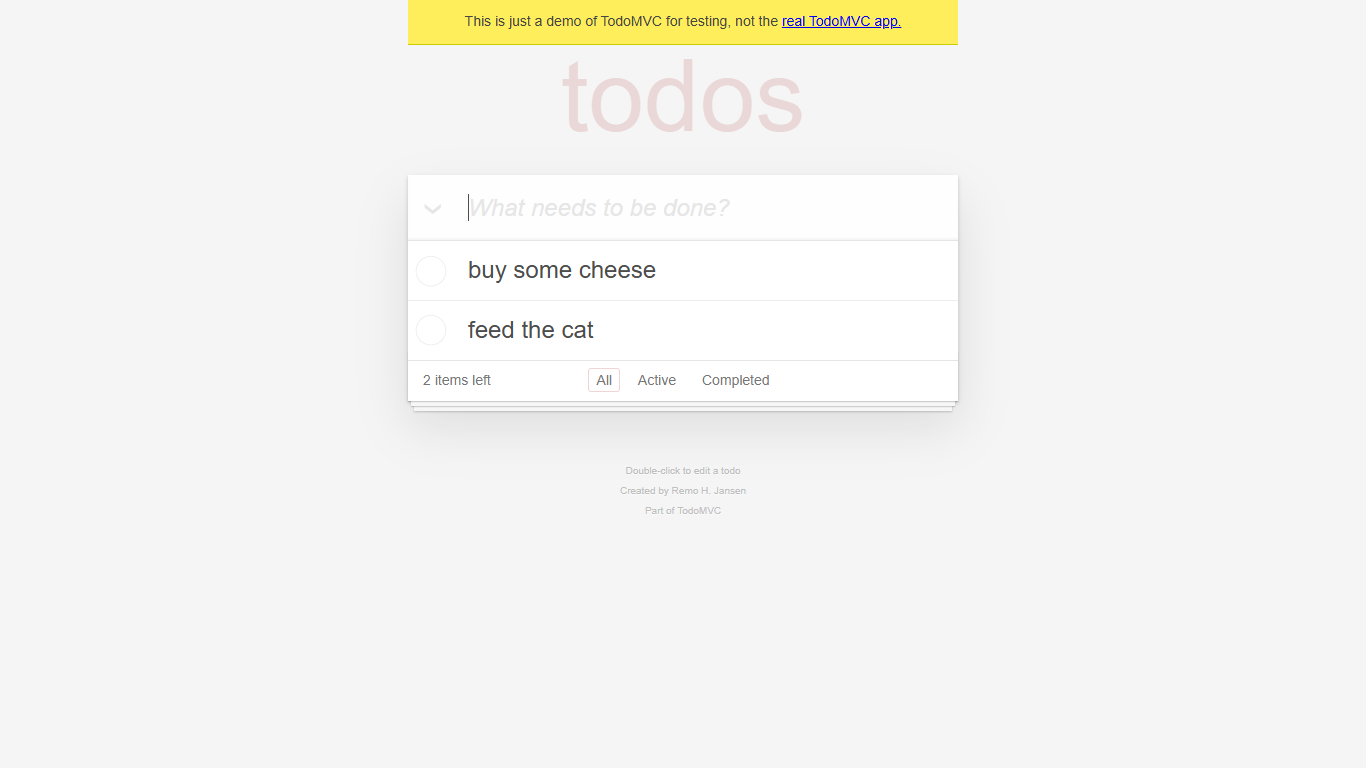 This is just a demo of TodoMVC for testing, not the real TodoMVC app.
todos
What needs to be done?
buy some cheese
feed the cat
2 items left All Active Completed
Double-click to edit a todo
Created by Remo H. Jansen
Part of TodoMVC